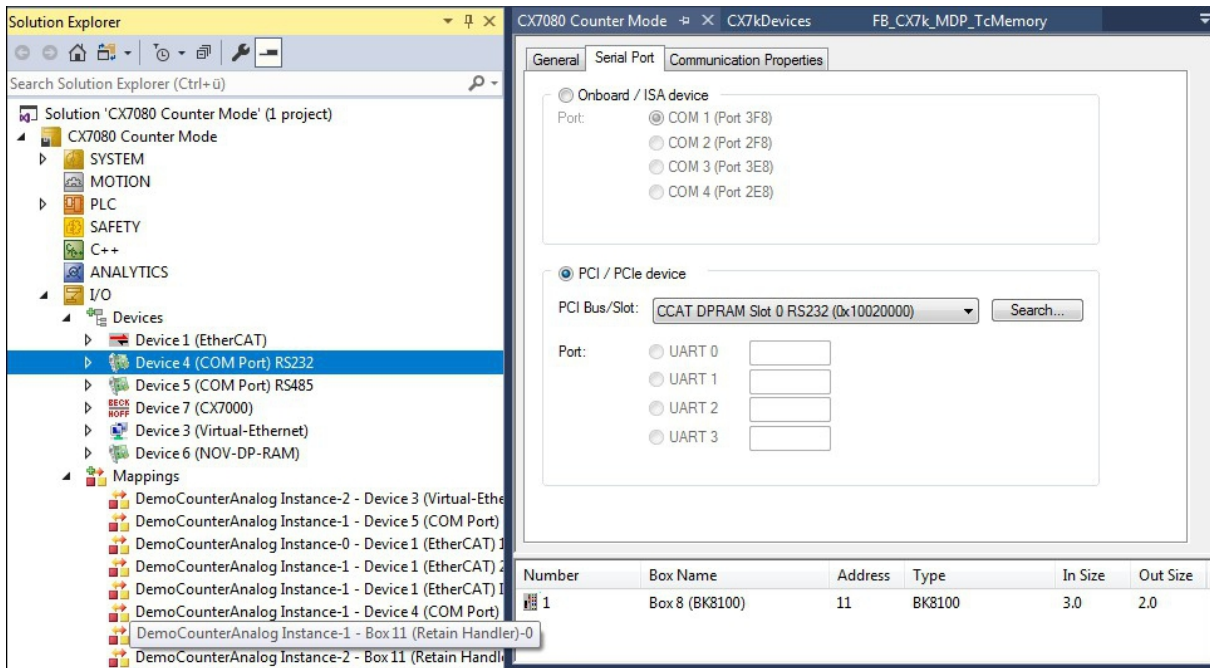 Solution Explorer
Search Solution Explorer (Ctrl+ü)
Solution 'CX7080 Counter Mode' (1 project)
CX7080 Counter Mode
SYSTEM
MOTION
PLC
SAFETY
C++
ANALYTICS
I/O
Devices
Device 1 (EtherCAT)
Device 4 (COM Port) RS232
Device 5 (COM Port) RS485
BECKHOFF Device 7 (CX7000)
Device 3 (Virtual-Ethernet)
Device 6 (NOV-DP-RAM)
Mappings
DemoCounterAnalog Instance-2 - Device 3 (Virtual-Ethe
DemoCounterAnalog Instance-1 - Device 5 (COM Port)
DemoCounterAnalog Instance-0 - Device 1 (EtherCAT) 1
DemoCounterAnalog Instance-1 - Device 1 (EtherCAT) 2
DemoCounterAnalog Instance-1 - Device 1 (EtherCAT) I
DemoCounterAnalog Instance-1 - Device 4 (COM Port)
DemoCounterAnalog Instance-1 - Box 11 (Retain Handler)-0
DemoCounterAnalog Instance-2 - Box 11 (Retain Handl
CX7080 Counter Mode CX7kDevices FB_CX7k_MDP_TcMemory
General Serial Port Communication Properties
Onboard / ISA device
Port: COM 1 (Port 3F8)
COM 2 (Port 2F8)
COM 3 (Port 3E8)
COM 4 (Port 2E8)
PCI / PCIe device
PCI Bus/Slot: CCAT DPRAM Slot 0 RS232 (0x10020000) Search...
Port: UART 0
UART 1
UART 2
UART 3
Number Box Name Address Type In Size Out Size
1 Box 8 (BK8100) 11 BK8100 3.0 2.0